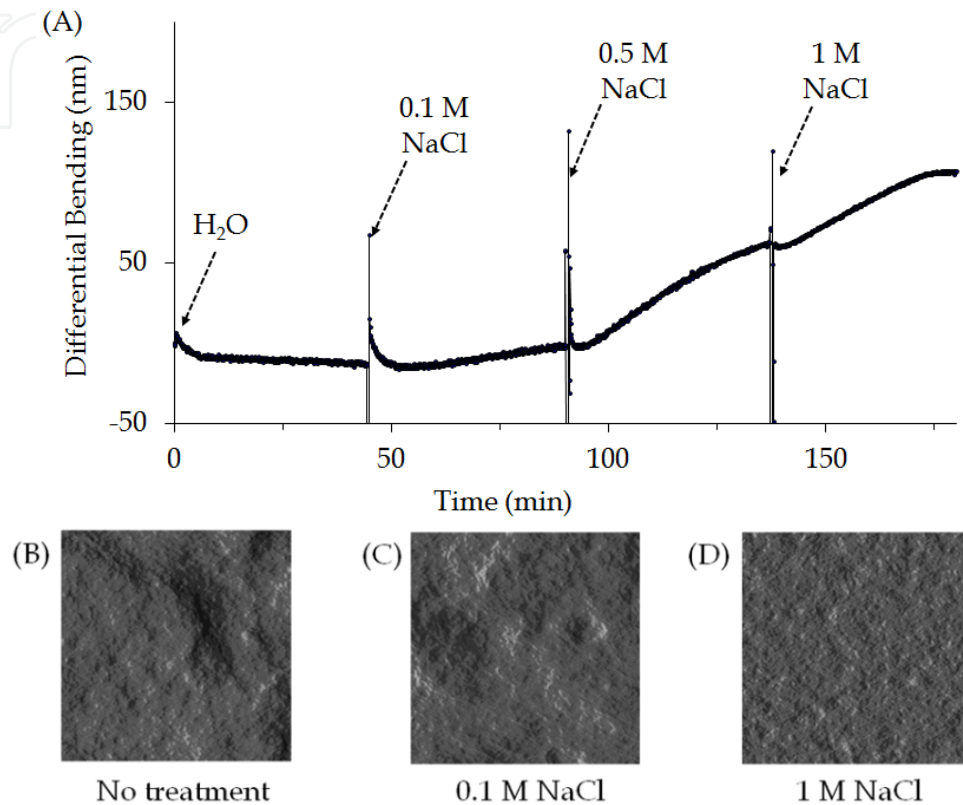 (A)
Differential Bending (nm)
150
50
-50
H₂O
0.1 M
NaCl
0.5 M
NaCl
1 M
NaCl
0
50
100
150
Time (min)
(B)
(C)
(D)
No treatment
0.1 M NaCl
1 M NaCl